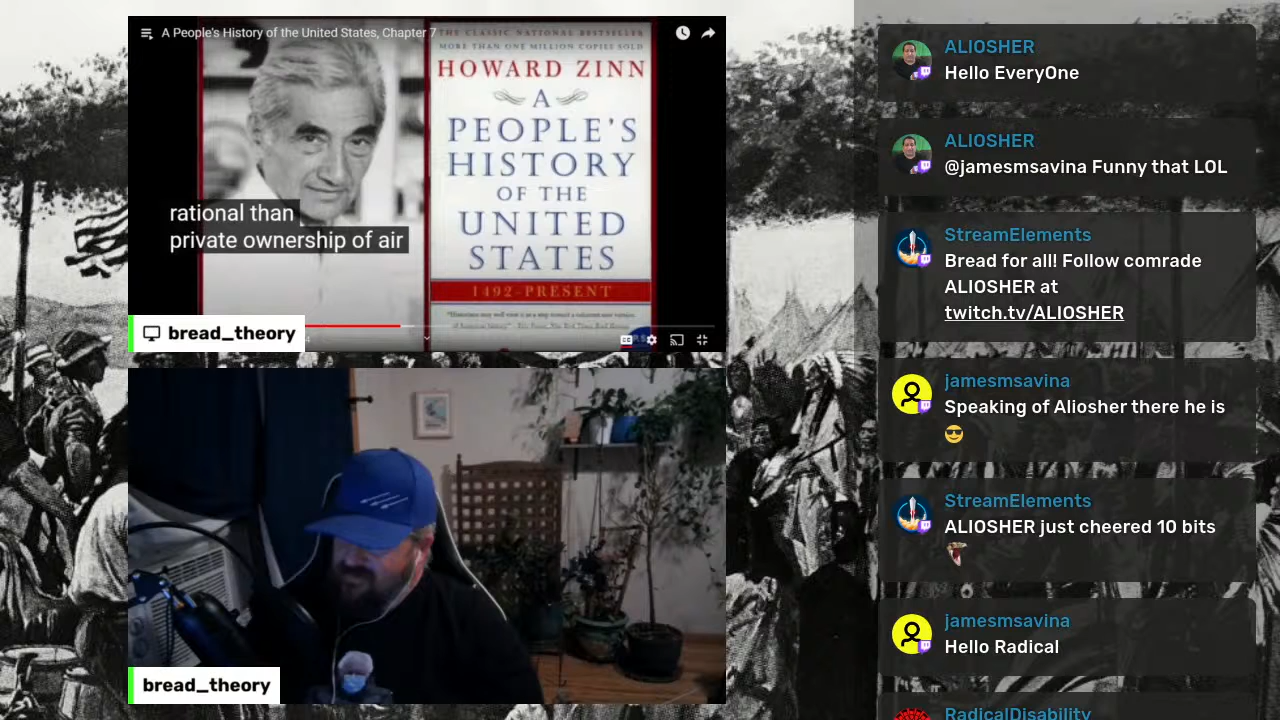 A People's History of the United States, Chapter 7
THE CLASSIC NATIONAL BESTSELLER
MORE THAN ONE MILLION COPIES SOLD
HOWARD ZINN
A
PEOPLE'S
HISTORY
OF THE
UNITED
STATES
1492–PRESENT
rational than
private ownership of air
bread_theory
bread_theory
ALIOSHER
Hello EveryOne
ALIOSHER
@jamesmsavina Funny that LOL
StreamElements
Bread for all! Follow comrade
ALIOSHER at
twitch.tv/ALIOSHER
jamesmsavina
Speaking of Aliosher there he is
😎
StreamElements
ALIOSHER just cheered 10 bits
jamesmsavina
Hello Radical
RadicalDisability